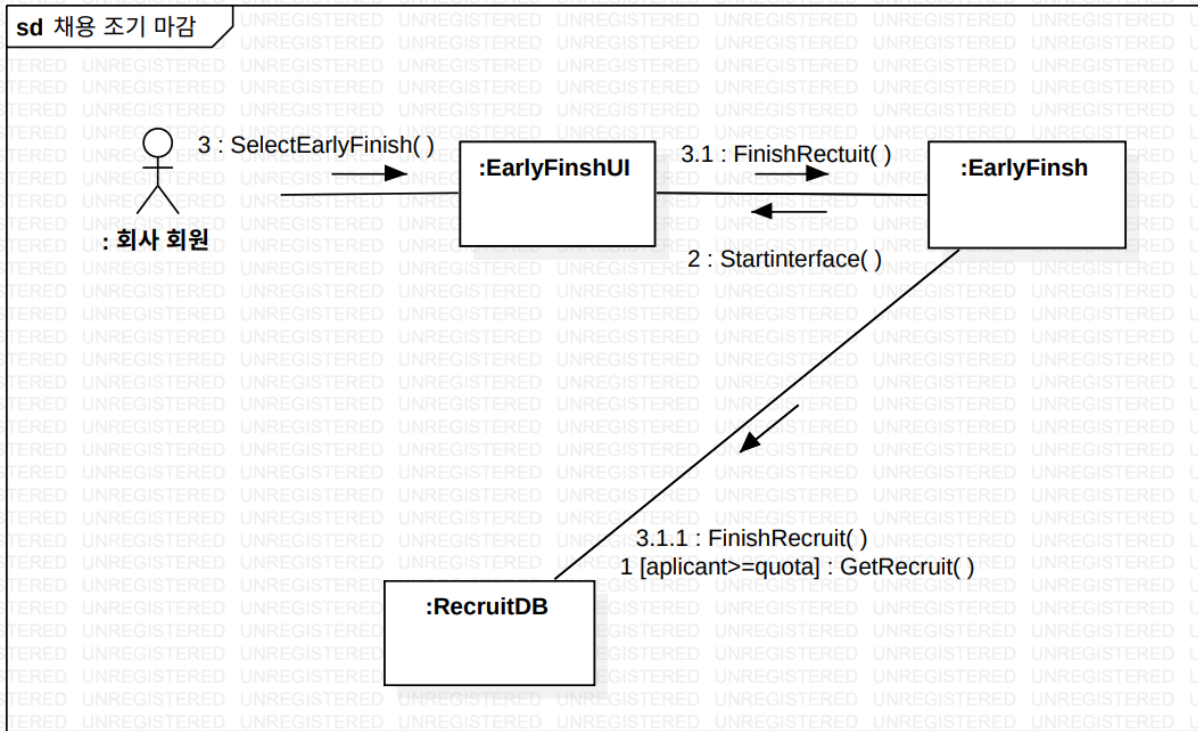 sd 채용 조기 마감
3 : SelectEarlyFinish( )
: 회사 회원
:EarlyFinshUI
3.1 : FinishRectuit( )
2 : Startinterface( )
:EarlyFinsh
3.1.1 : FinishRecruit( )
1 [aplicant>=quota] : GetRecruit( )
:RecruitDB
UNREGISTERED